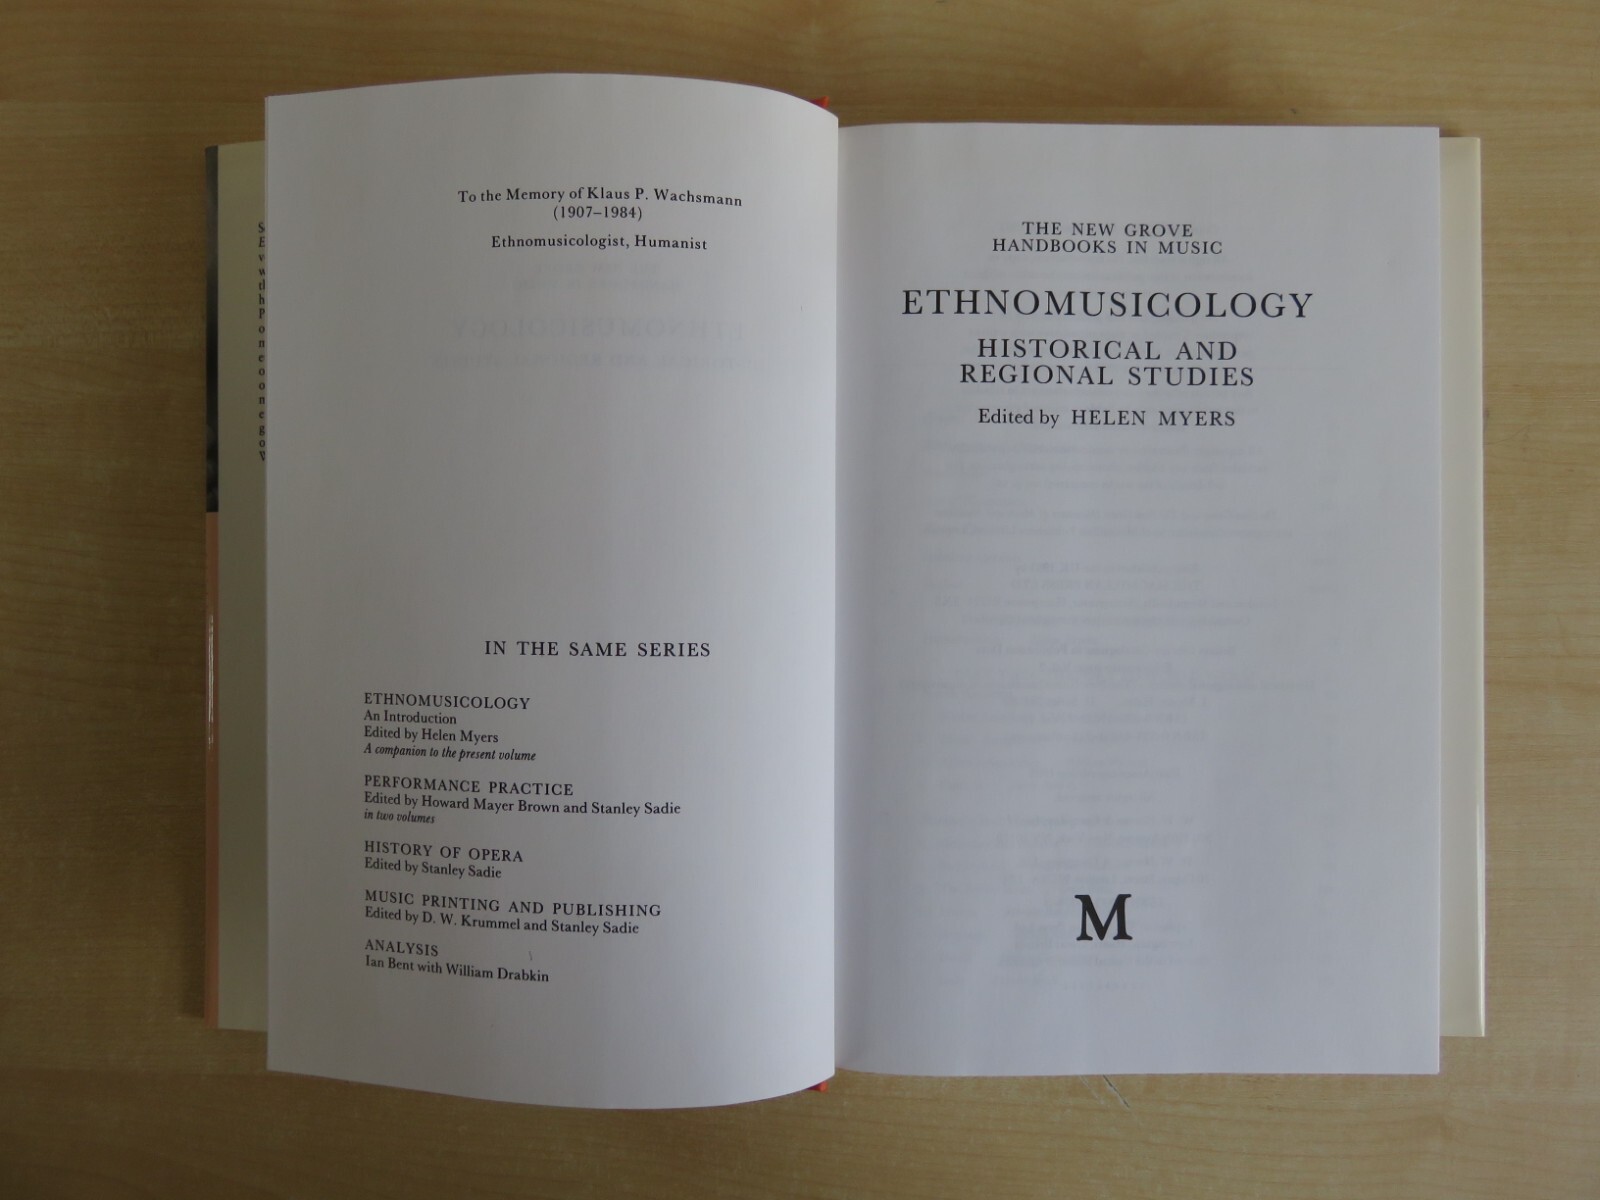 To the Memory of Klaus P. Wachsmann
(1907–1984)
Ethnomusicologist, Humanist
IN THE SAME SERIES
ETHNOMUSICOLOGY
An Introduction
Edited by Helen Myers
A companion to the present volume
PERFORMANCE PRACTICE
Edited by Howard Mayer Brown and Stanley Sadie
in two volumes
HISTORY OF OPERA
Edited by Stanley Sadie
MUSIC PRINTING AND PUBLISHING
Edited by D. W. Krummel and Stanley Sadie
ANALYSIS
Ian Bent with William Drabkin
THE NEW GROVE
HANDBOOKS IN MUSIC
ETHNOMUSICOLOGY
HISTORICAL AND
REGIONAL STUDIES
Edited by HELEN MYERS
M